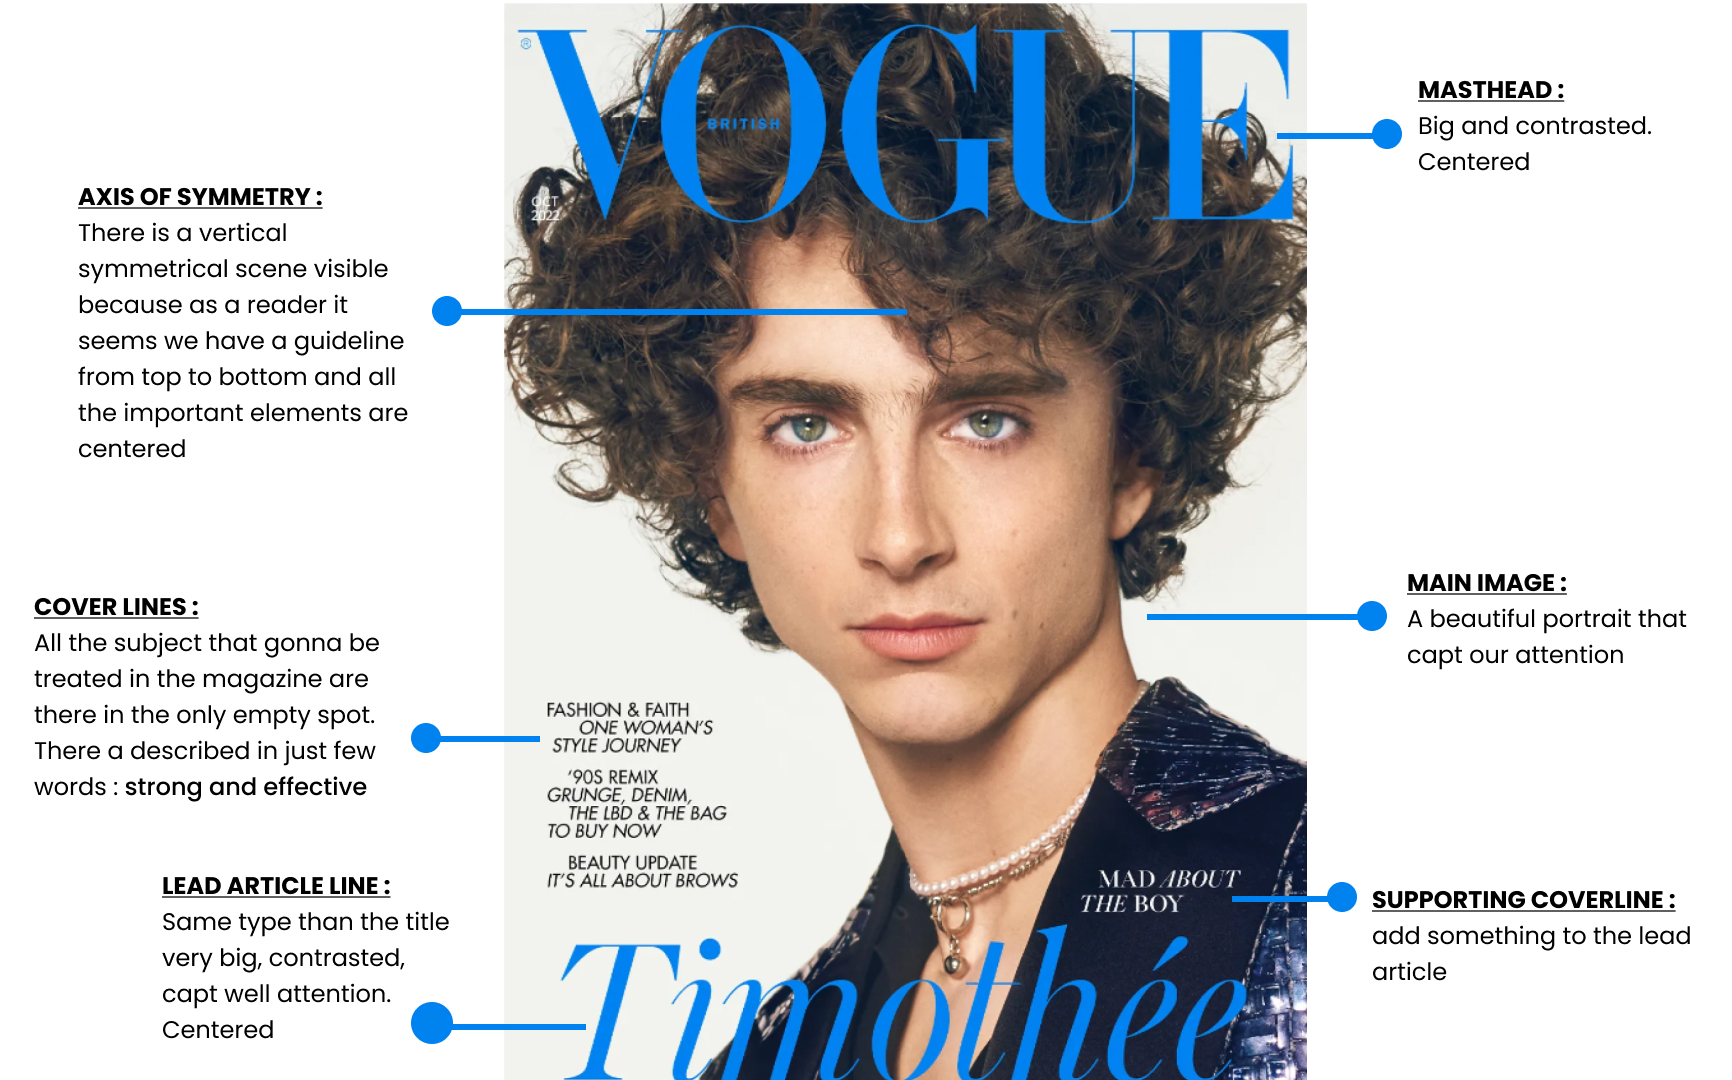 VOGUE
®
BRITISH
OCT
2022
MASTHEAD :
Big and contrasted.
Centered
AXIS OF SYMMETRY :
There is a vertical
symmetrical scene visible
because as a reader it
seems we have a guideline
from top to bottom and all
the important elements are
centered
MAIN IMAGE :
A beautiful portrait that
capt our attention
COVER LINES :
All the subject that gonna be
treated in the magazine are
there in the only empty spot.
There a described in just few
words : strong and effective
FASHION & FAITH
ONE WOMAN'S
STYLE JOURNEY
'90S REMIX
GRUNGE, DENIM,
THE LBD & THE BAG
TO BUY NOW
BEAUTY UPDATE
IT'S ALL ABOUT BROWS
MAD ABOUT
THE BOY
SUPPORTING COVERLINE :
add something to the lead
article
LEAD ARTICLE LINE :
Same type than the title
very big, contrasted,
capt well attention.
Centered
Timothée